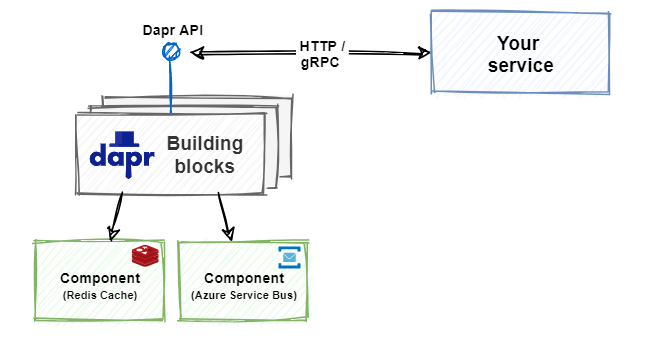 Dapr API
HTTP /
gRPC
Your
service
dapr
Building
blocks
Component
(Redis Cache)
Component
(Azure Service Bus)